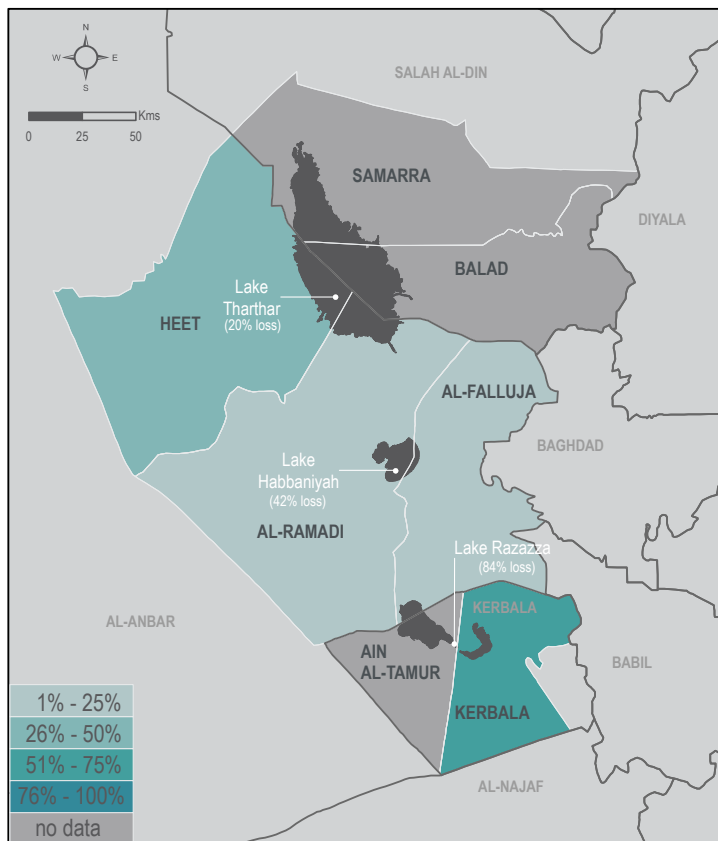 N
W E
S
Kms
0 25 50
SALAH AL-DIN
SAMARRA
DIYALA
BALAD
Lake
Tharthar
(20% loss)
HEET
AL-FALLUJA
BAGHDAD
Lake
Habbaniyah
(42% loss)
AL-RAMADI
Lake Razazza
(84% loss)
KERBALA
AL-ANBAR
AIN
AL-TAMUR
BABIL
KERBALA
AL-NAJAF
1% - 25%
26% - 50%
51% - 75%
76% - 100%
no data